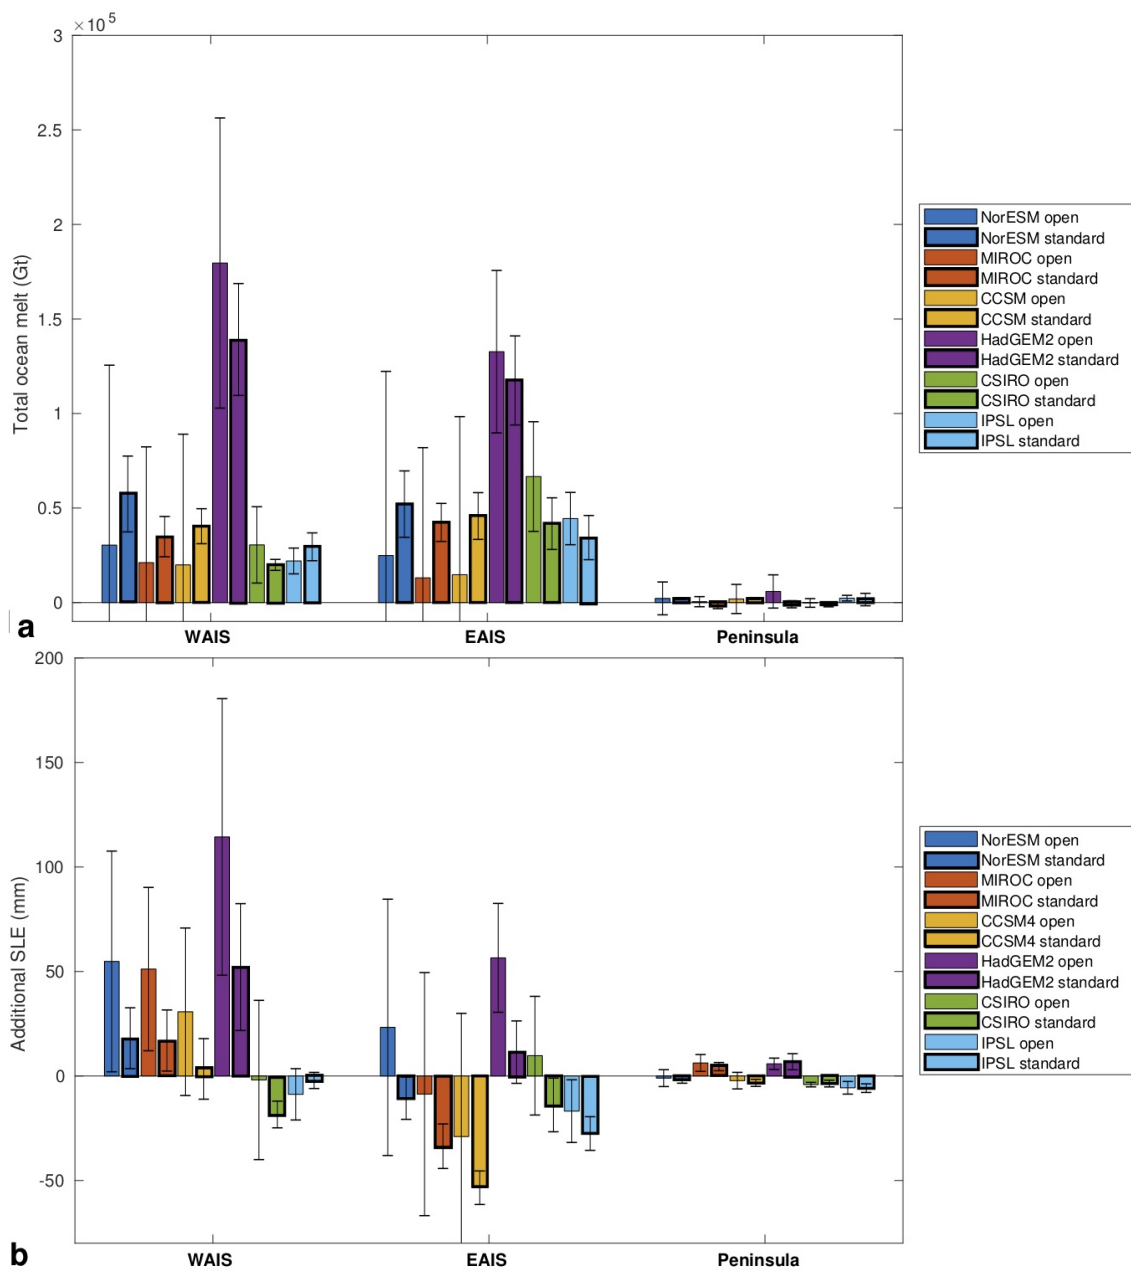 ×10⁵
3
2.5
2
1.5
1
0.5
0
Total ocean melt (Gt)
WAIS EAIS Peninsula
a
NorESM open
NorESM standard
MIROC open
MIROC standard
CCSM open
CCSM standard
HadGEM2 open
HadGEM2 standard
CSIRO open
CSIRO standard
IPSL open
IPSL standard
200
150
100
50
0
-50
Additional SLE (mm)
WAIS EAIS Peninsula
b
NorESM open
NorESM standard
MIROC open
MIROC standard
CCSM4 open
CCSM4 standard
HadGEM2 open
HadGEM2 standard
CSIRO open
CSIRO standard
IPSL open
IPSL standard